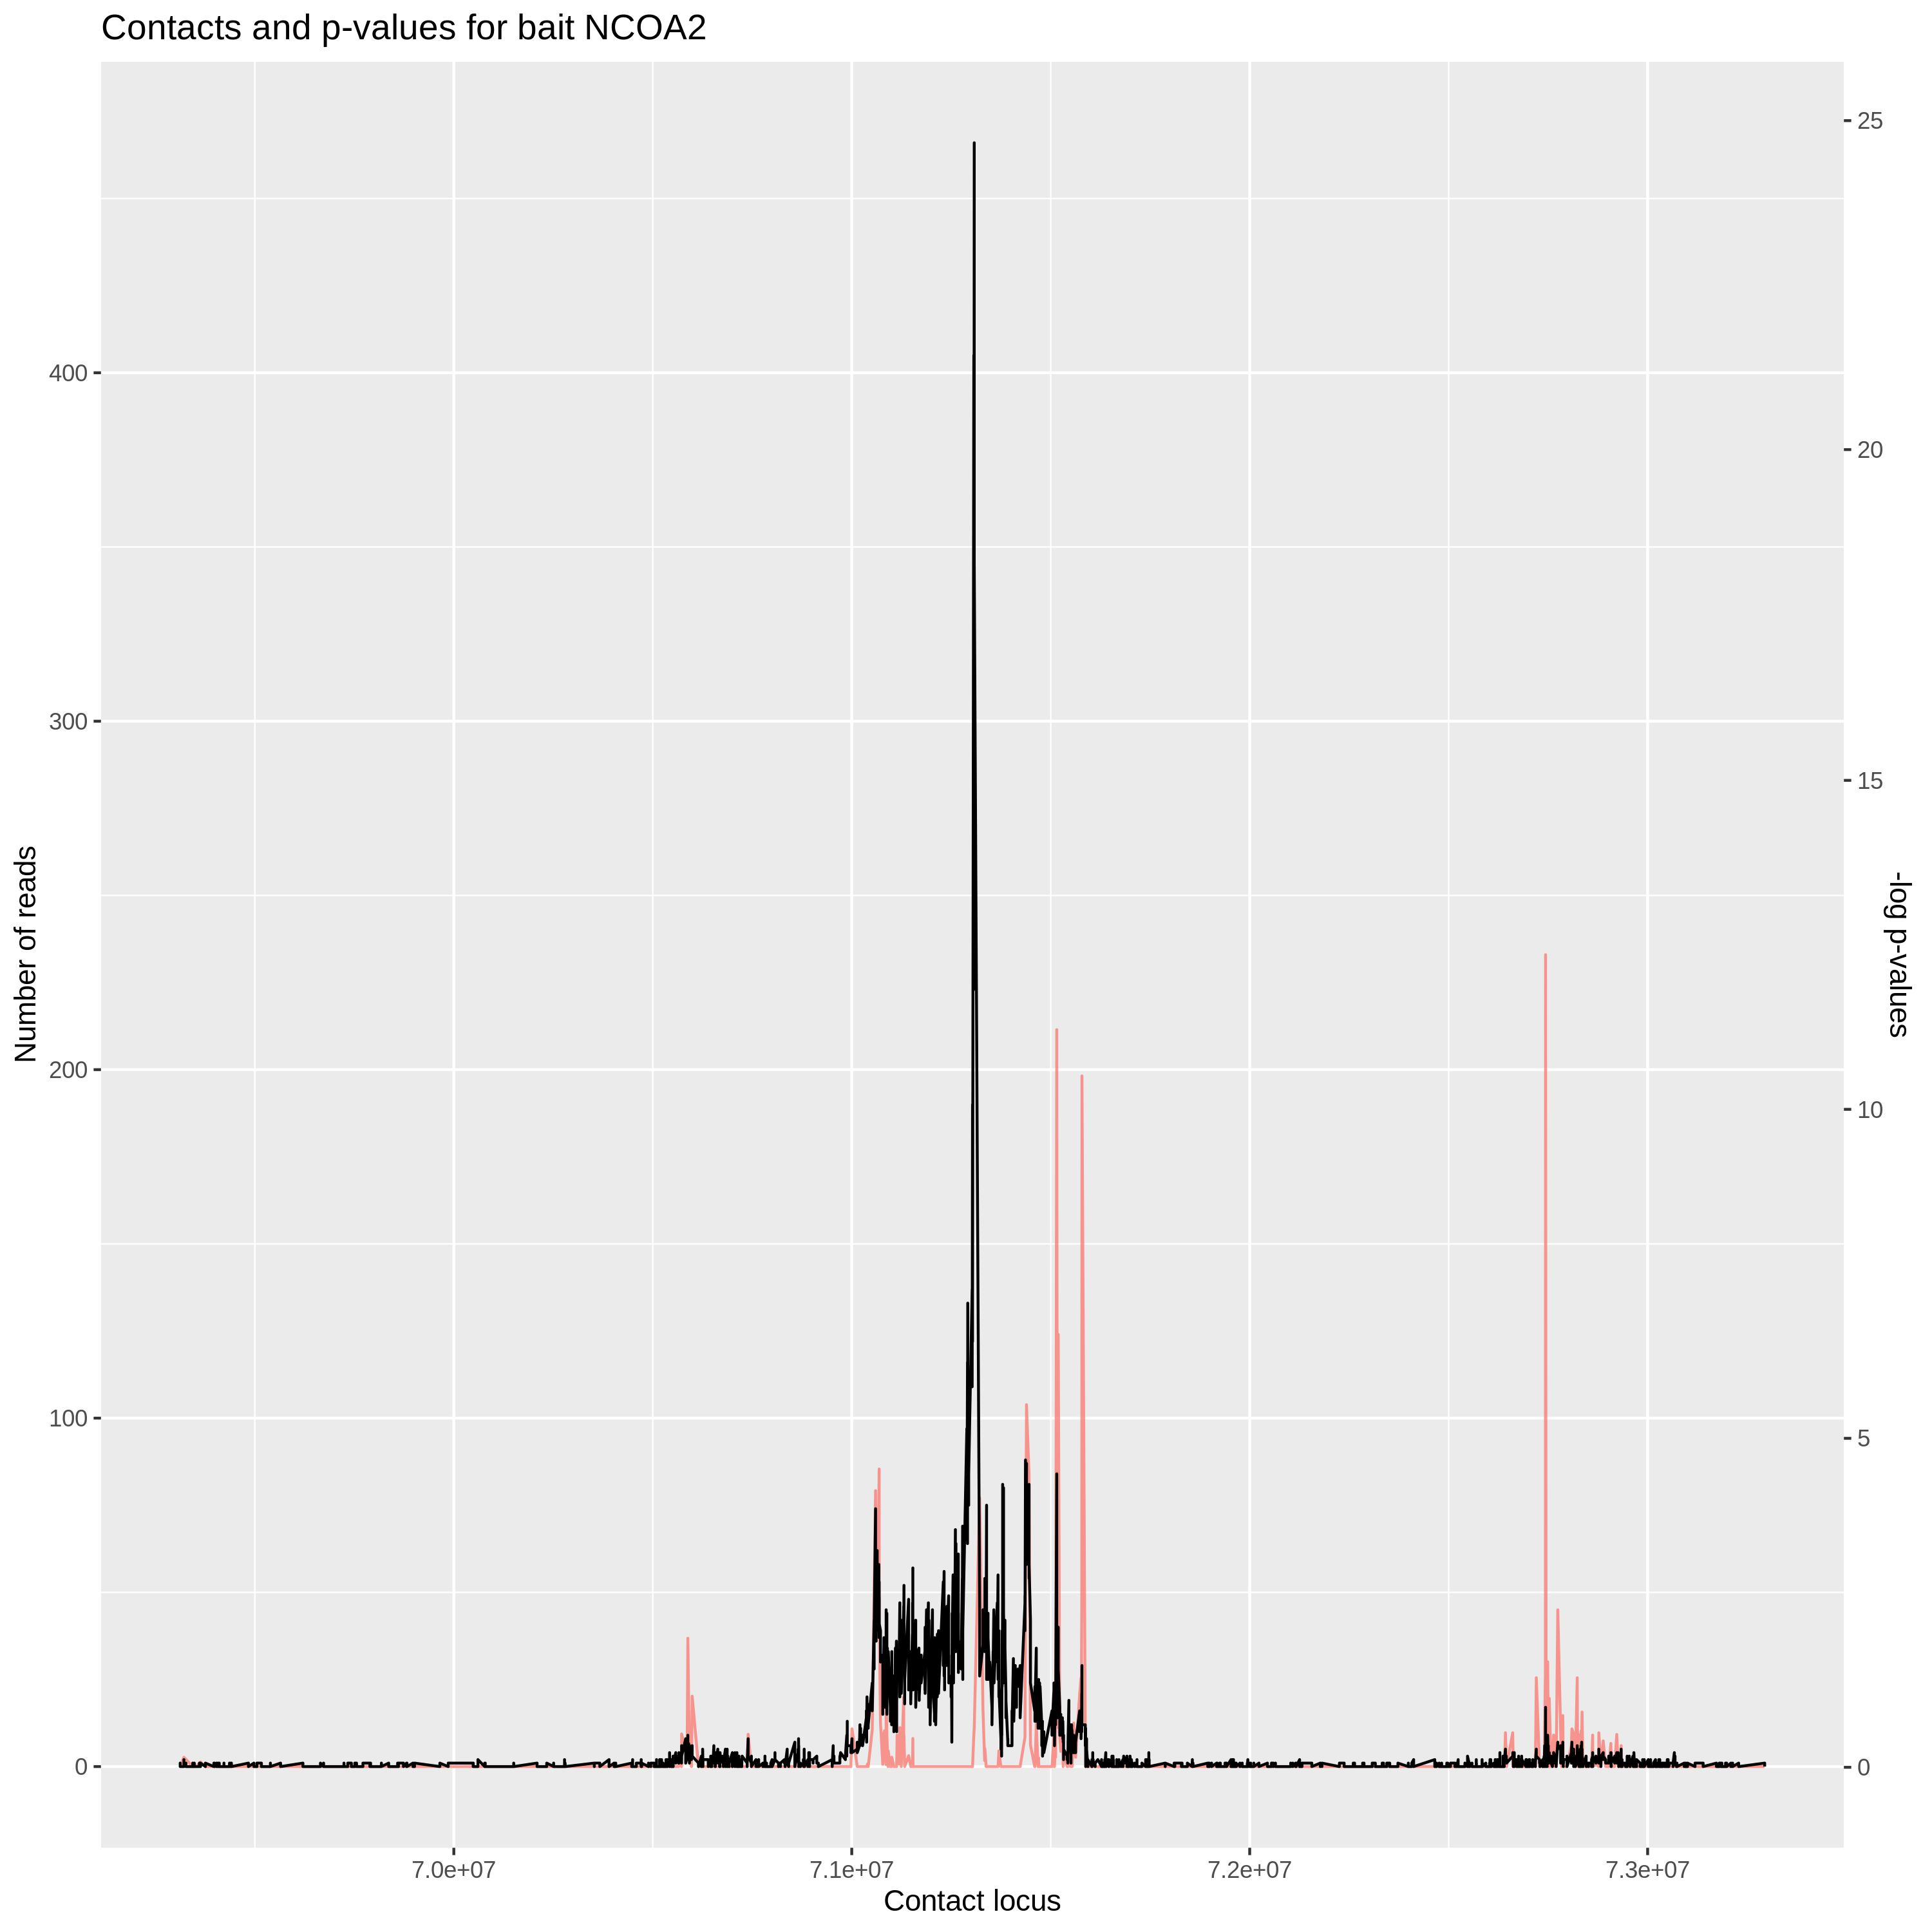 Contacts and p-values for bait NCOA2
Number of reads
400
300
200
100
0
25
20
15
10
5
0
-log p-values
7.0e+07
7.1e+07
7.2e+07
7.3e+07
Contact locus